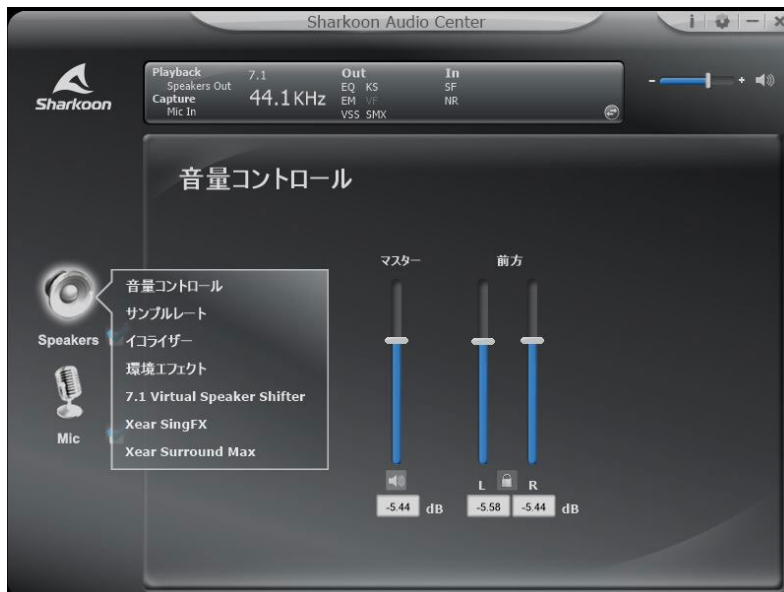 Sharkoon Audio Center
Sharkoon
Playback 7.1
Speakers Out
Capture 44.1KHz
Mic In
Out In
EQ KS SF
EM VF NR
VSS SMX
- +
音量コントロール
マスター 前方
音量コントロール
サンプルレート
イコライザー
環境エフェクト
7.1 Virtual Speaker Shifter
Xear SingFX
Xear Surround Max
Speakers
Mic
L R
-5.44 dB -5.58 -5.44 dB